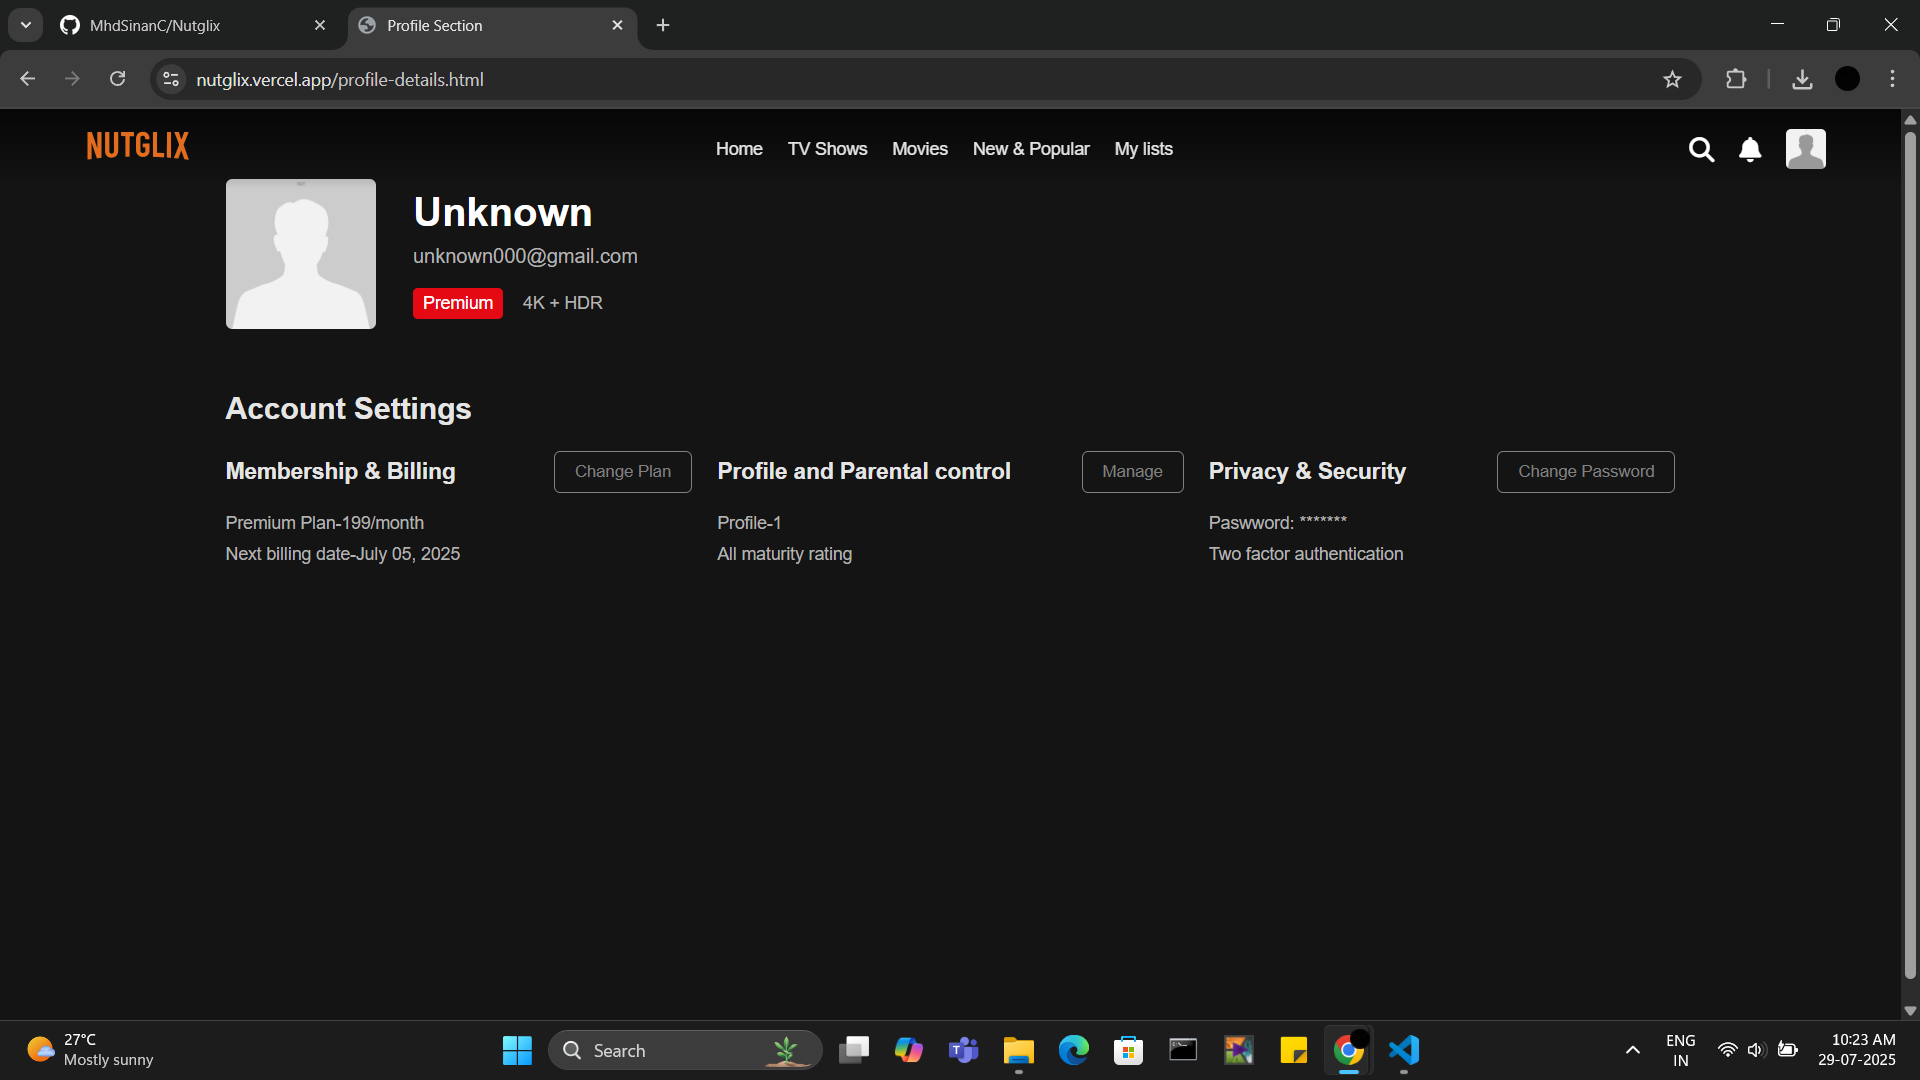 MhdSinanC/Nutglix
Profile Section
nutglix.vercel.app/profile-details.html
NUTGLIX
Home TV Shows Movies New & Popular My lists
Unknown
unknown000@gmail.com
Premium 4K + HDR
Account Settings
Membership & Billing Change Plan
Premium Plan-199/month
Next billing date-July 05, 2025
Profile and Parental control Manage
Profile-1
All maturity rating
Privacy & Security Change Password
Paswword: *******
Two factor authentication
27°C
Mostly sunny
Search
ENG
IN
10:23 AM
29-07-2025